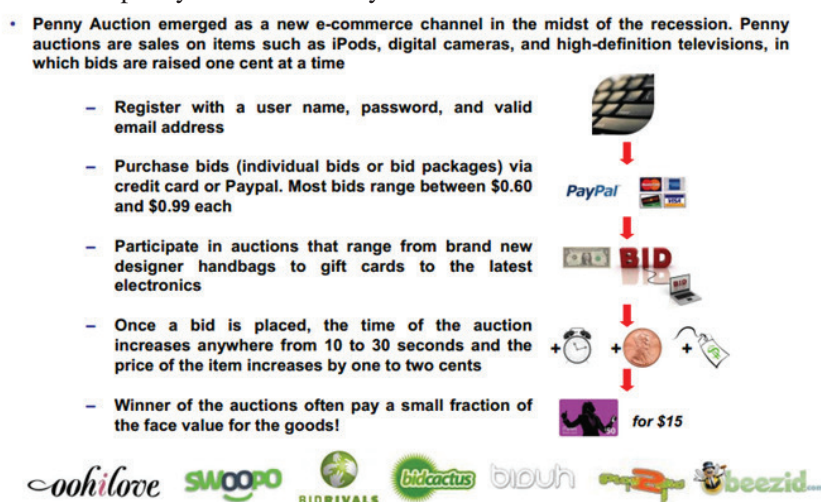 • Penny Auction emerged as a new e-commerce channel in the midst of the recession. Penny
auctions are sales on items such as iPods, digital cameras, and high-definition televisions, in
which bids are raised one cent at a time
– Register with a user name, password, and valid
email address
– Purchase bids (individual bids or bid packages) via
credit card or Paypal. Most bids range between $0.60
and $0.99 each
PayPal
VISA
– Participate in auctions that range from brand new
designer handbags to gift cards to the latest
electronics
BID
BID
– Once a bid is placed, the time of the auction
increases anywhere from 10 to 30 seconds and the
price of the item increases by one to two cents
+ + +
– Winner of the auctions often pay a small fraction of
the face value for the goods!
for $15
oohilove
swoopo
BIDRIVALS
bidcactus
beezid.com